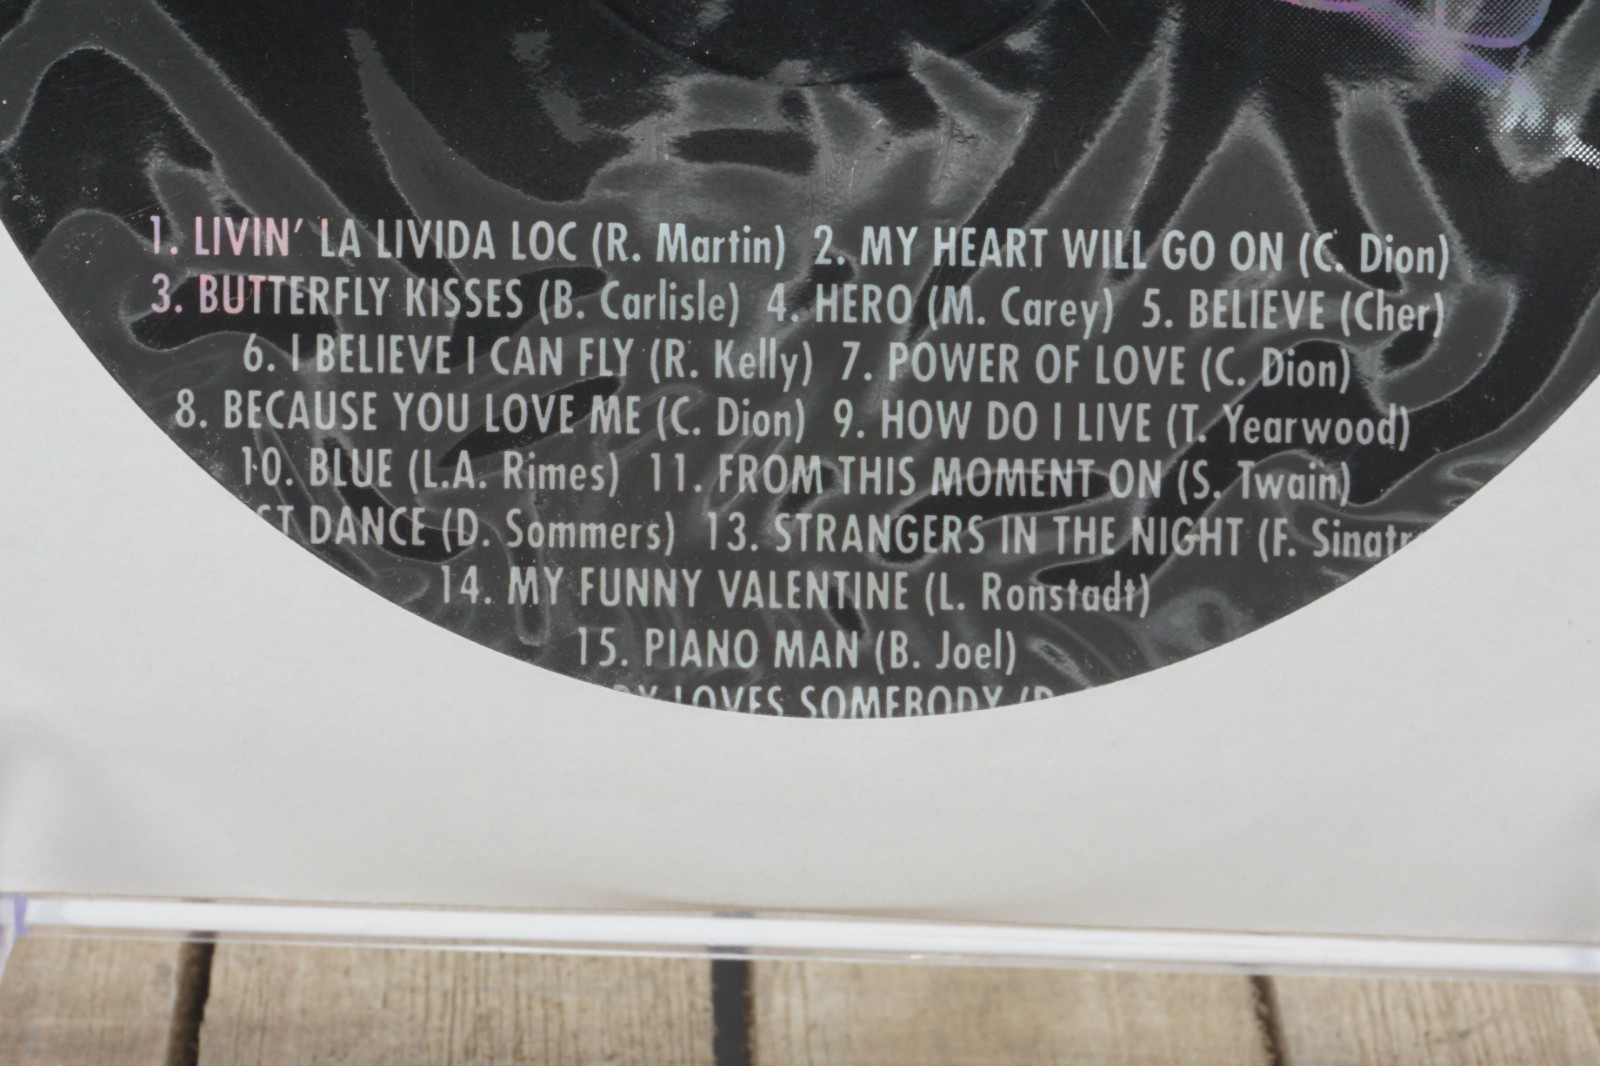 1. LIVIN' LA LIVIDA LOC (R. Martin) 2. MY HEART WILL GO ON (C. Dion)
3. BUTTERFLY KISSES (B. Carlisle) 4. HERO (M. Carey) 5. BELIEVE (Cher)
6. I BELIEVE I CAN FLY (R. Kelly) 7. POWER OF LOVE (C. Dion)
8. BECAUSE YOU LOVE ME (C. Dion) 9. HOW DO I LIVE (T. Yearwood)
10. BLUE (L.A. Rimes) 11. FROM THIS MOMENT ON (S. Twain)
DANCE (D. Sommers) 13. STRANGERS IN THE NIGHT (F.
14. MY FUNNY VALENTINE (L. Ronstadt)
15. PIANO MAN (B. Joel)
LOVES SOMEBODY